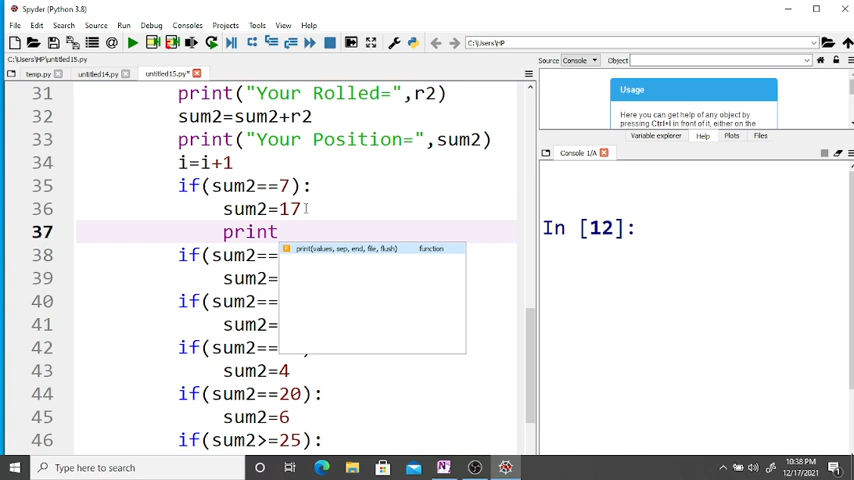 Spyder (Python 3.8)
File Edit Search Source Run Debug Consoles Projects Tools View Help
C:\Users\HP
C:\Users\HP\untitled15.py
temp.py untitled14.py untitled15.py*
Source Console Object
31 print("Your Rolled=",r2)
32 sum2=sum2+r2
33 print("Your Position=",sum2)
34 i=i+1
35 if(sum2==7):
36 sum2=17
37 print
print(values, sep, end, file, flush) function
38 if(sum2==
39 sum2=
40 if(sum2==
41 sum2=
42 if(sum2==
43 sum2=4
44 if(sum2==20):
45 sum2=6
46 if(sum2>=25):
Usage
Here you can get help of any object by
pressing Ctrl+I in front of it, either on the
Variable explorer Help Plots Files
Console 1/A
In [12]:
Type here to search
10:38 PM
12/17/2021